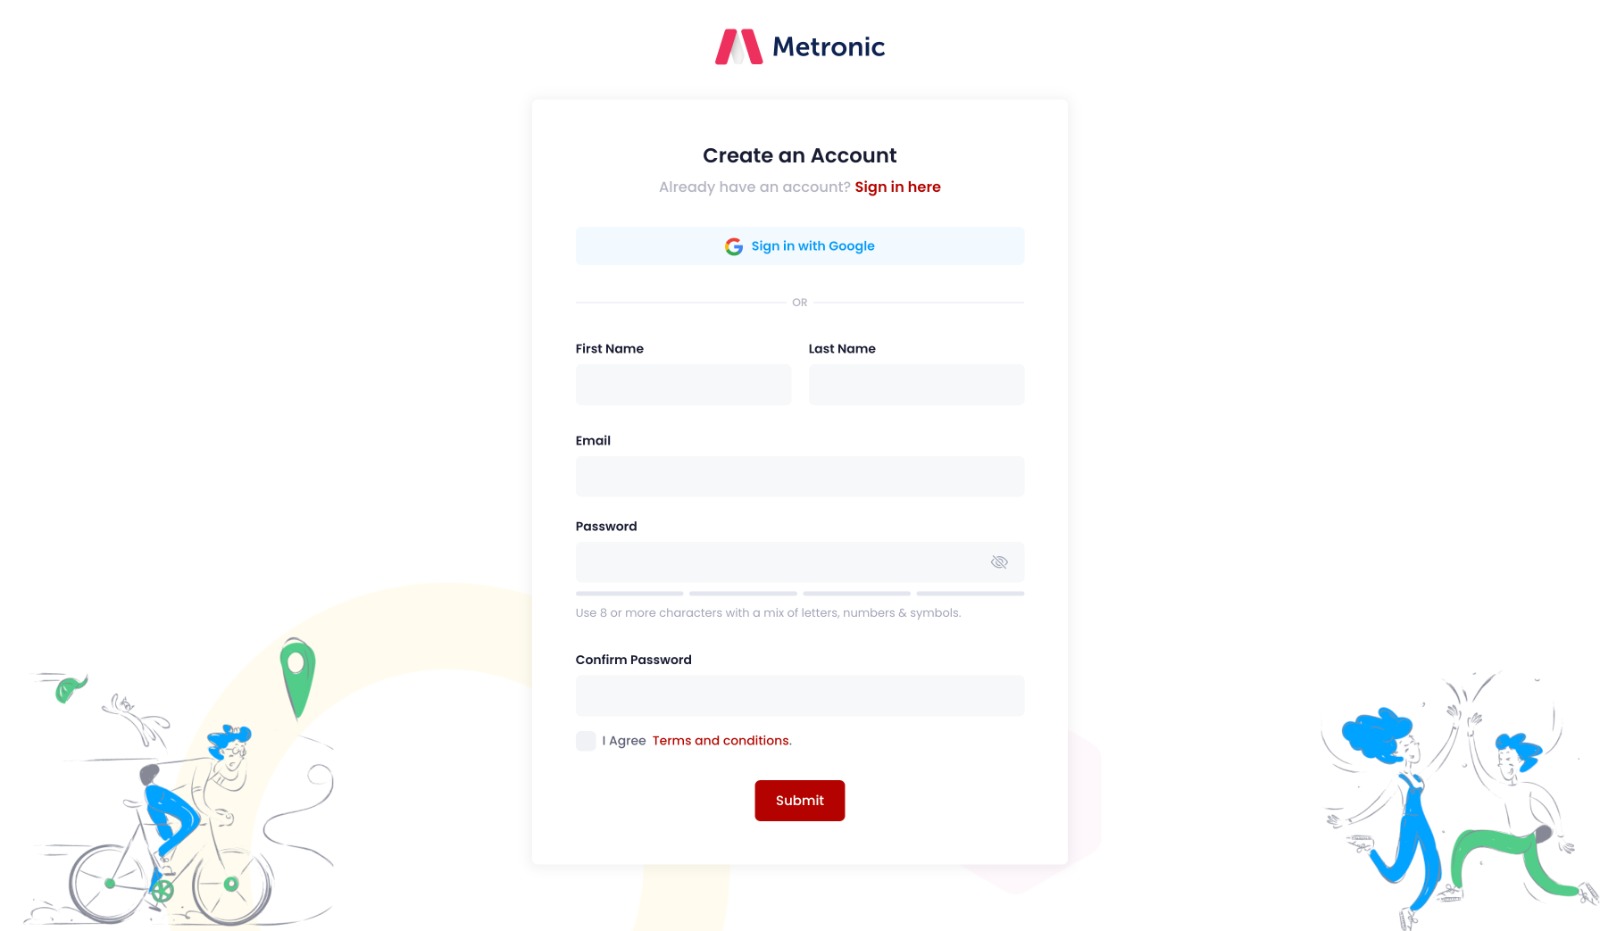 Metronic
Create an Account
Already have an account? Sign in here
Sign in with Google
OR
First Name
Last Name
Email
Password
Use 8 or more characters with a mix of letters, numbers & symbols.
Confirm Password
I Agree Terms and conditions.
Submit